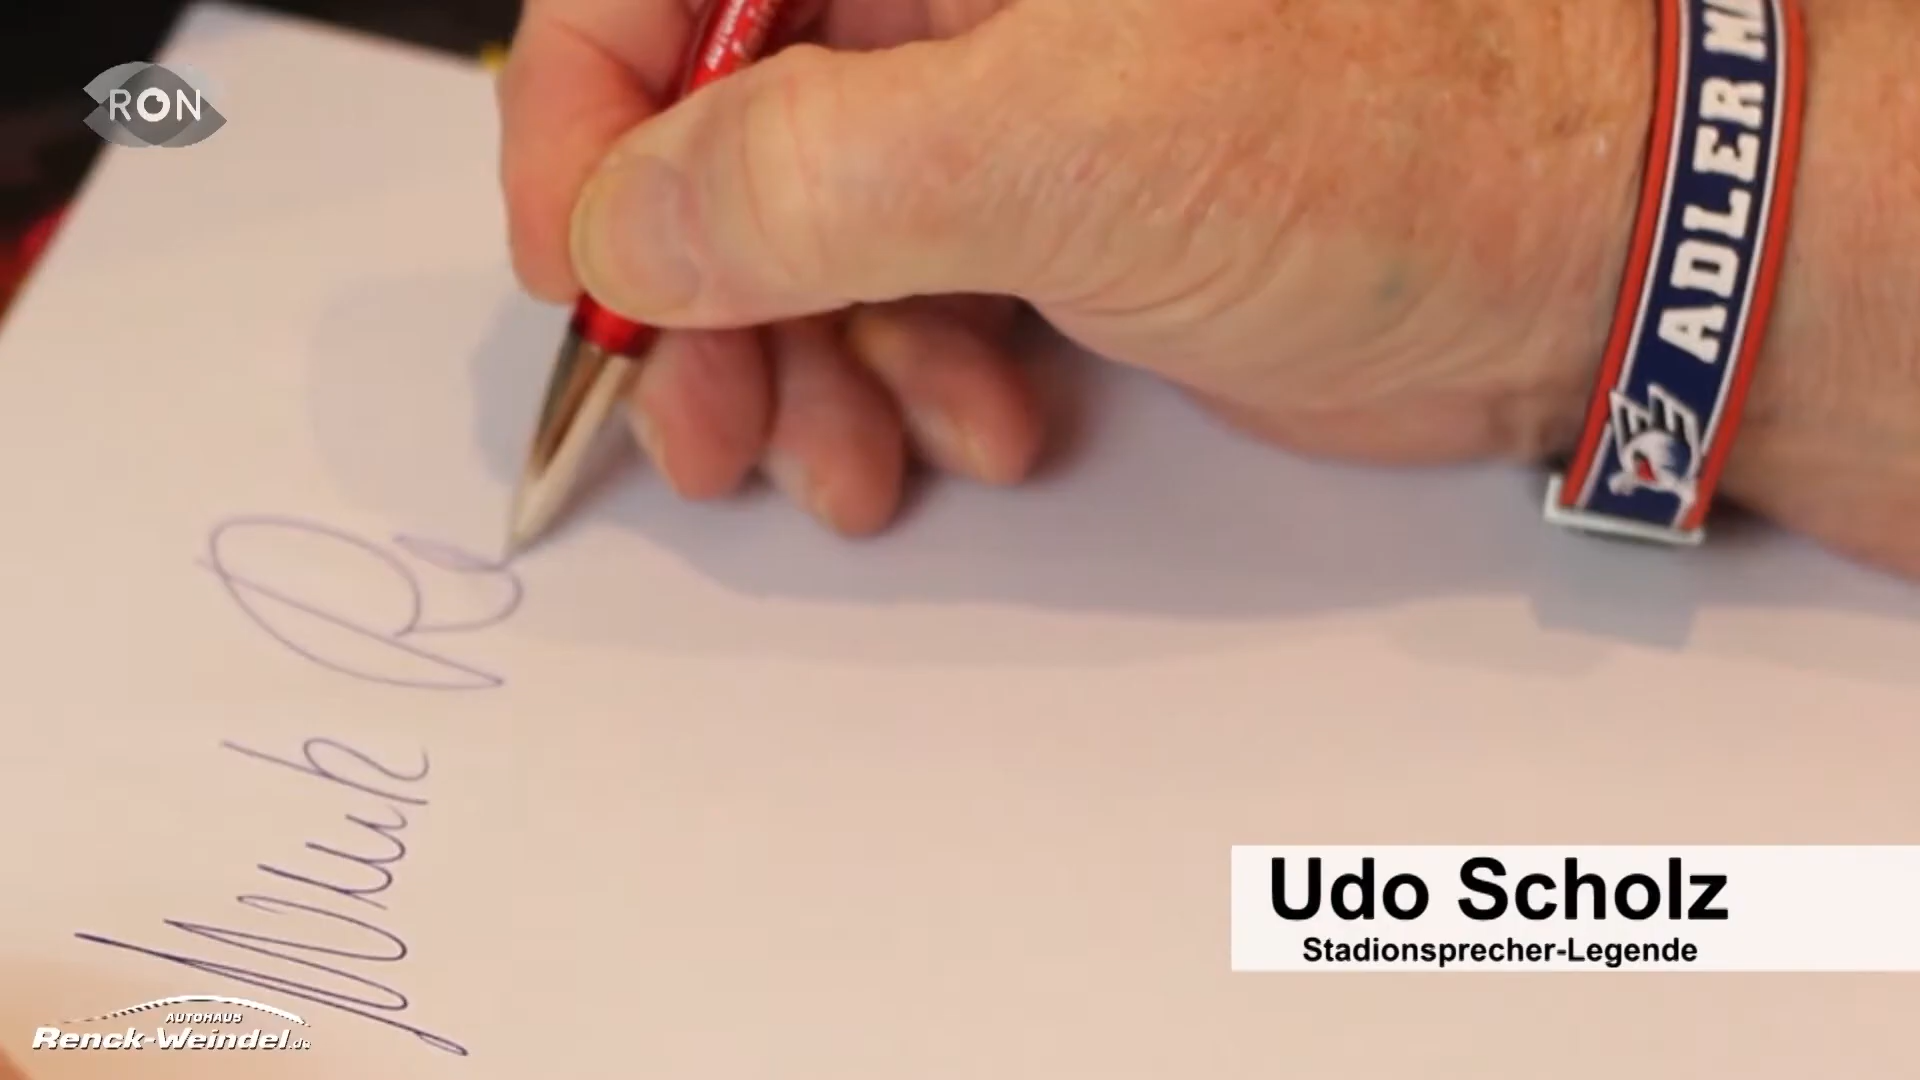 RON
ADLER MA
Udo Scholz
Stadionsprecher-Legende
AUTOHAUS
Renck-Weindel.de